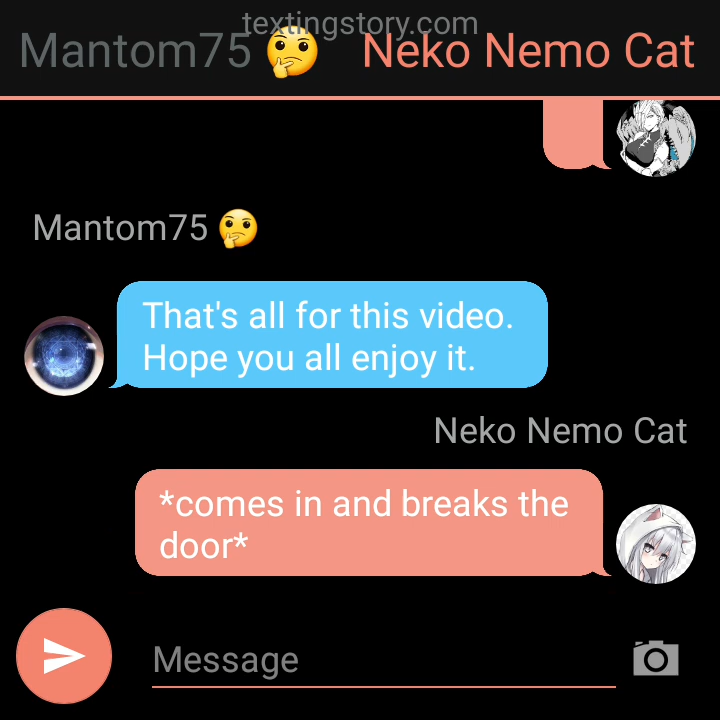 textingstory.com
Mantom75 🤔 Neko Nemo Cat
Mantom75 🤔
That's all for this video.
Hope you all enjoy it.
Neko Nemo Cat
*comes in and breaks the
door*
Message